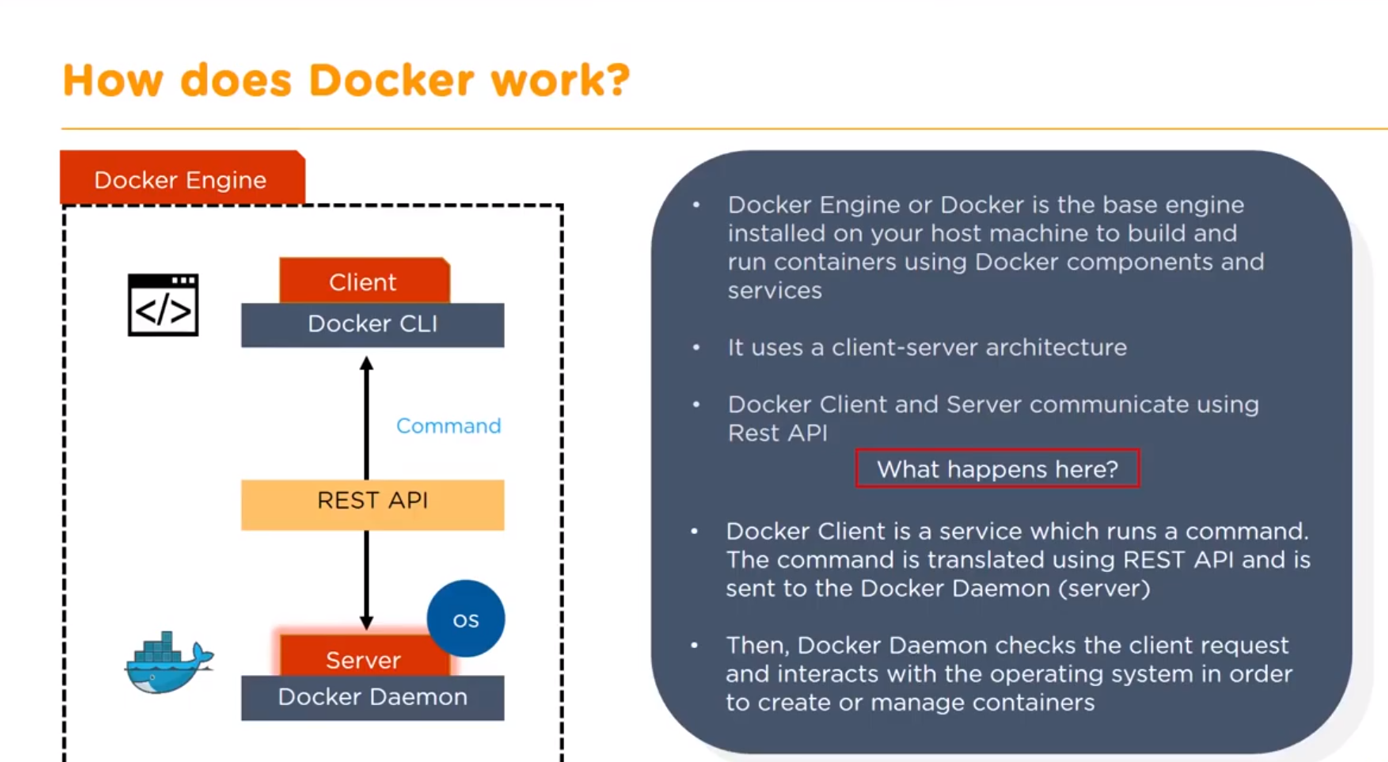 How does Docker work?
Docker Engine
Client
Docker CLI
Command
REST API
OS
Server
Docker Daemon
• Docker Engine or Docker is the base engine
installed on your host machine to build and
run containers using Docker components and
services
• It uses a client-server architecture
• Docker Client and Server communicate using
Rest API
What happens here?
• Docker Client is a service which runs a command.
The command is translated using REST API and is
sent to the Docker Daemon (server)
• Then, Docker Daemon checks the client request
and interacts with the operating system in order
to create or manage containers